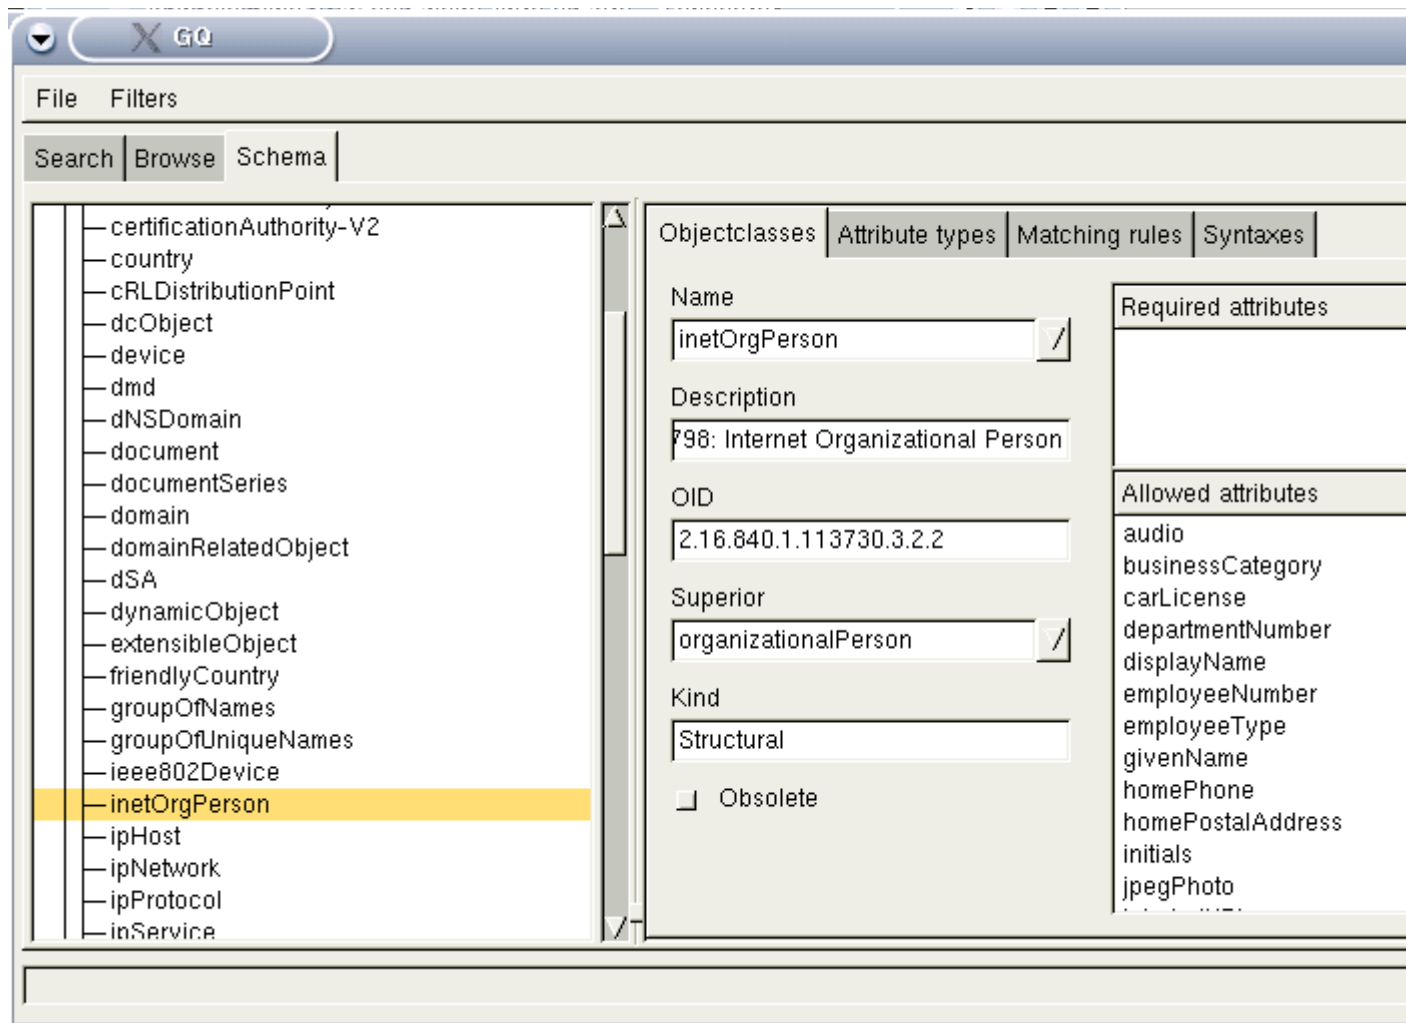 GQ
File Filters
Search Browse Schema
certificationAuthority-V2
country
cRLDistributionPoint
dcObject
device
dmd
dNSDomain
document
documentSeries
domain
domainRelatedObject
dSA
dynamicObject
extensibleObject
friendlyCountry
groupOfNames
groupOfUniqueNames
ieee802Device
inetOrgPerson
ipHost
ipNetwork
ipProtocol
ipService
Objectclasses Attribute types Matching rules Syntaxes
Name
inetOrgPerson
Description
798: Internet Organizational Person
OID
2.16.840.1.113730.3.2.2
Superior
organizationalPerson
Kind
Structural
Obsolete
Required attributes
Allowed attributes
audio
businessCategory
carLicense
departmentNumber
displayName
employeeNumber
employeeType
givenName
homePhone
homePostalAddress
initials
jpegPhoto